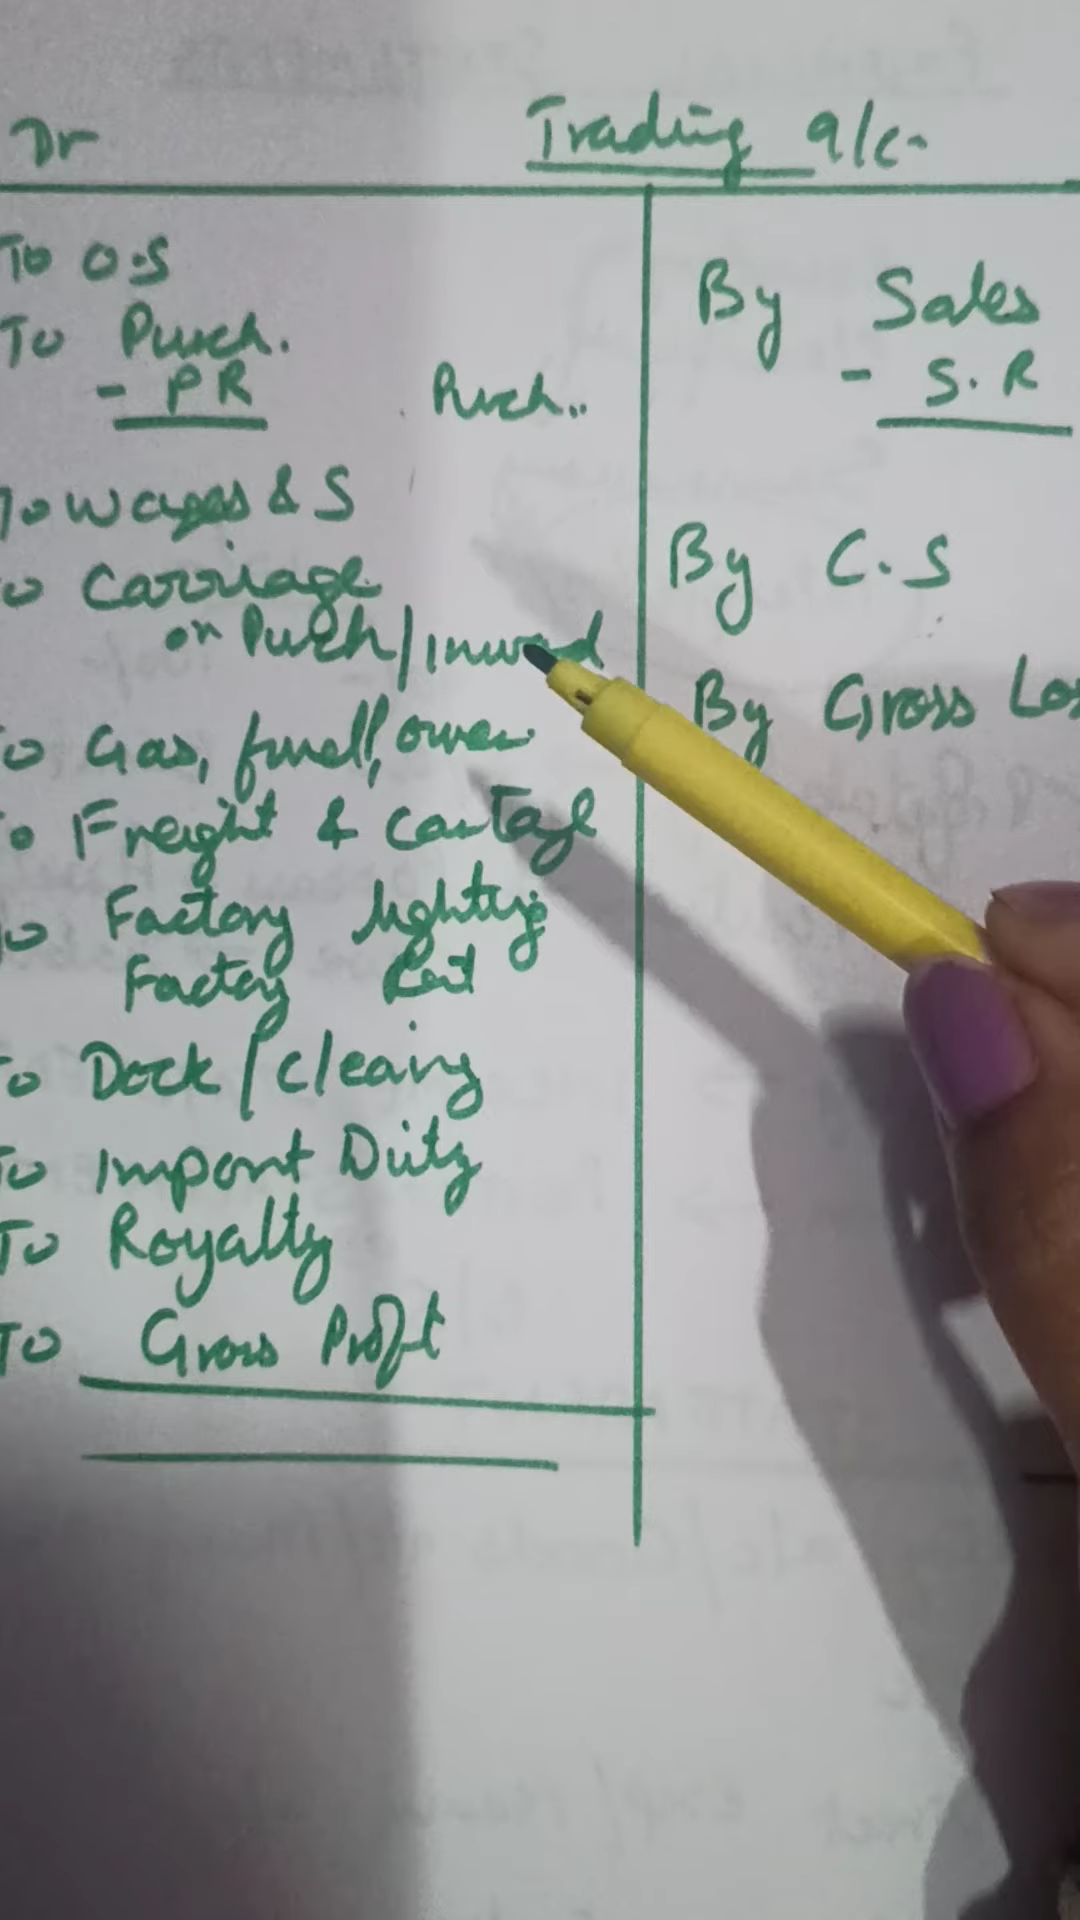 Dr
Trading a/c
To O.S
To Purch.
- PR
Purch..
To Wages & S
To Carriage
on Purch/Inward
To Gas, fuell, ower
To Freight & Cartage
To Factory lighting
Factory Rent
To Dock/Clearing
To Import Duty
To Royalty
To Gross Profit
By Sales
- S.R
By C.S
By Gross Los